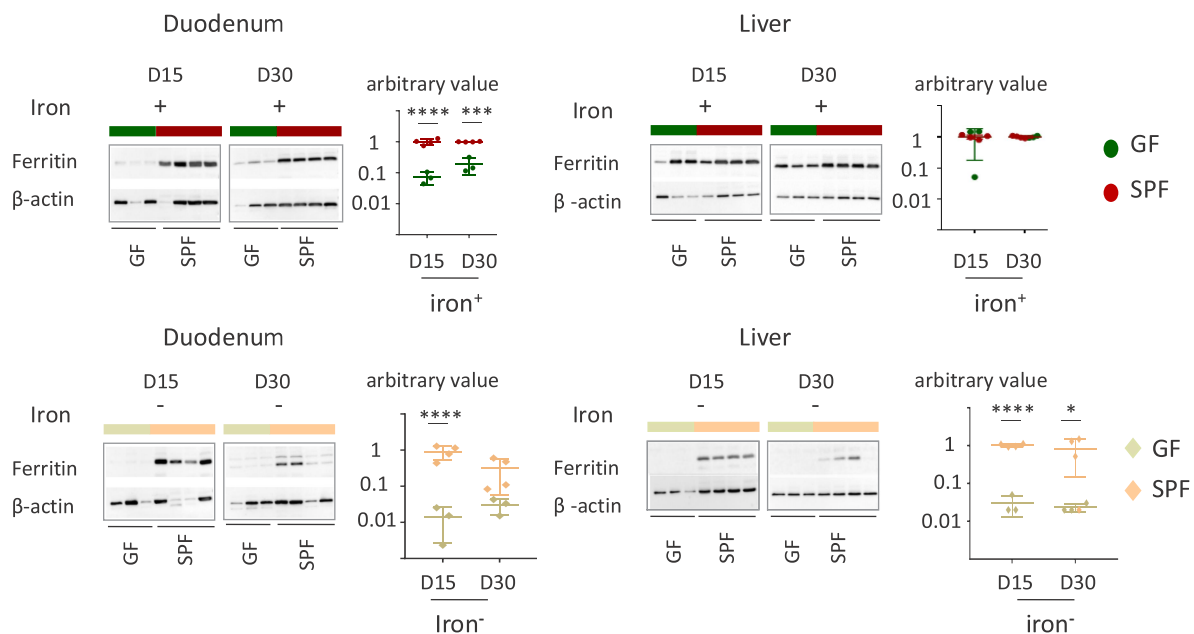 Duodenum
D15 D30
Iron + +
Ferritin
β-actin
GF SPF GF SPF
arbitrary value
**** ***
1
0.1
0.01
D15 D30
iron+
Liver
D15 D30
Iron + +
Ferritin
β -actin
GF SPF GF SPF
arbitrary value
1
0.1
0.01
D15 D30
iron+
GF
SPF
Duodenum
D15 D30
Iron - -
Ferritin
β-actin
GF SPF GF SPF
arbitrary value
****
1
0.1
0.01
D15 D30
Iron-
Liver
D15 D30
Iron - -
Ferritin
β -actin
GF SPF GF SPF
arbitrary value
**** *
1
0.1
0.01
D15 D30
iron-
GF
SPF